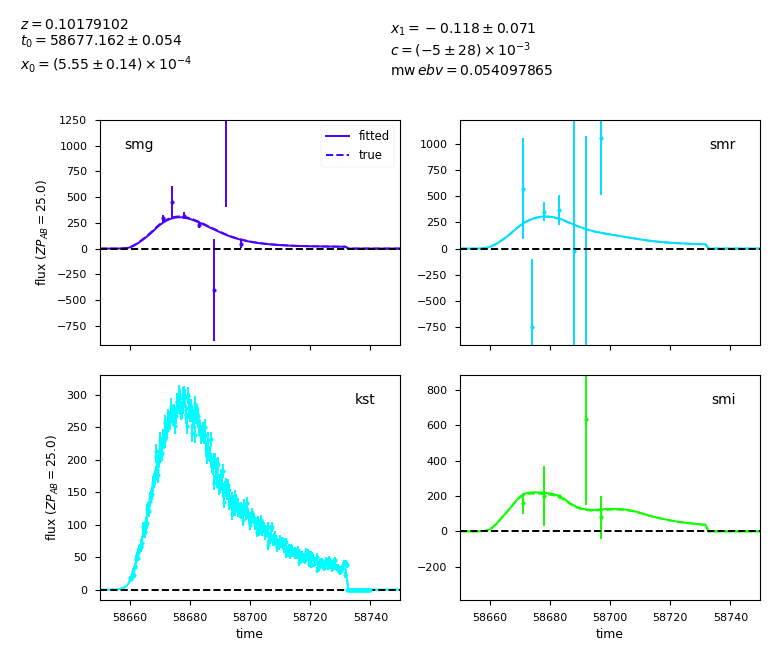 z = 0.10179102
t₀ = 58677.162 ± 0.054
x₀ = (5.55 ± 0.14) × 10⁻⁴
x₁ = −0.118 ± 0.071
c = (−5 ± 28) × 10⁻³
mw ebv = 0.054097865
smg
fitted
true
1250
1000
750
500
250
0
−250
−500
−750
flux (ZP_AB = 25.0)
smr
1000
750
500
250
0
−250
−500
−750
kst
300
250
200
150
100
50
0
flux (ZP_AB = 25.0)
58660 58680 58700 58720 58740
time
smi
800
600
400
200
0
−200
58660 58680 58700 58720 58740
time